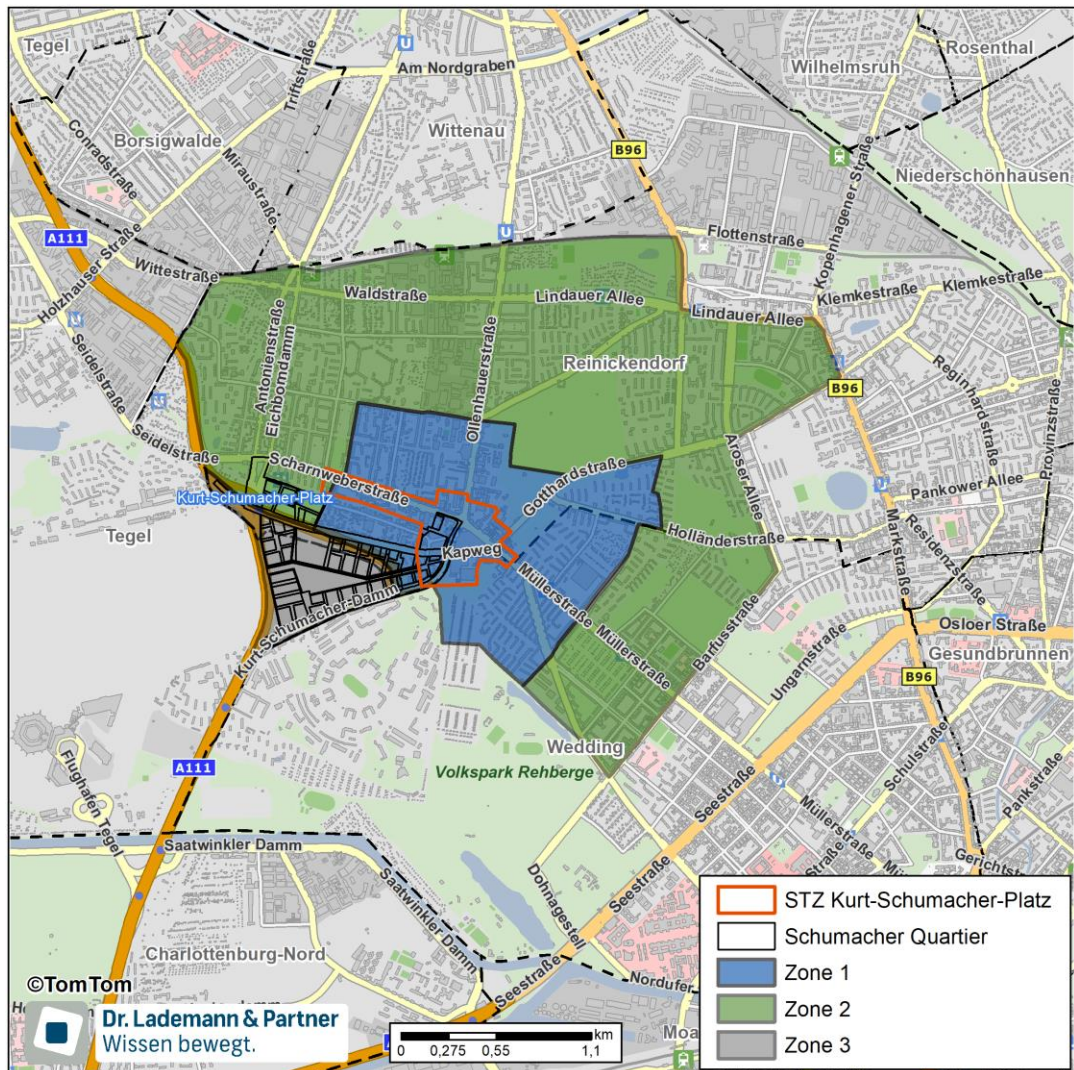 Tegel
Triftstraße
U
Am Nordgraben
Rosenthal
Wilhelmsruh
Conradstraße
Borsigwalde
Miraustraße
Wittenau
B96
Kopenhagener Straße
Niederschönhausen
A111
Holzhauser Straße
Wittestraße
U
Flottenstraße
Waldstraße
Lindauer Allee
Lindauer Allee
Klemkestraße
Klemkestraße
Seidelstraße
Antonienstraße
Eichborndamm
Ollenhauerstraße
Reinickendorf
B96
Reginhardstraße
Provinzstraße
Seidelstraße
Scharnweberstraße
Gotthardstraße
Aroser Allee
Kurt-Schumacher-Platz
Pankower Allee
Tegel
Kapweg
Holländerstraße
Markstraße
Residenzstraße
Kurt-Schumacher-Damm
Müllerstraße
Müllerstraße
Barfusstraße
Ungarnstraße
Osloer Straße
Gesundbrunnen
B96
Flughafen Tegel
A111
Wedding
Volkspark Rehberge
Seestraße
Schulstraße
Pankstraße
Müllerstraße
Saatwinkler Damm
Saatwinkler Damm
Dohnagestell
Seestraße
Gerichtst
Charlottenburg-Nord
Seestraße
Nordufer
Moa
©TomTom
Dr. Lademann & Partner
Wissen bewegt.
km
0 0,275 0,55 1,1
STZ Kurt-Schumacher-Platz
Schumacher Quartier
Zone 1
Zone 2
Zone 3